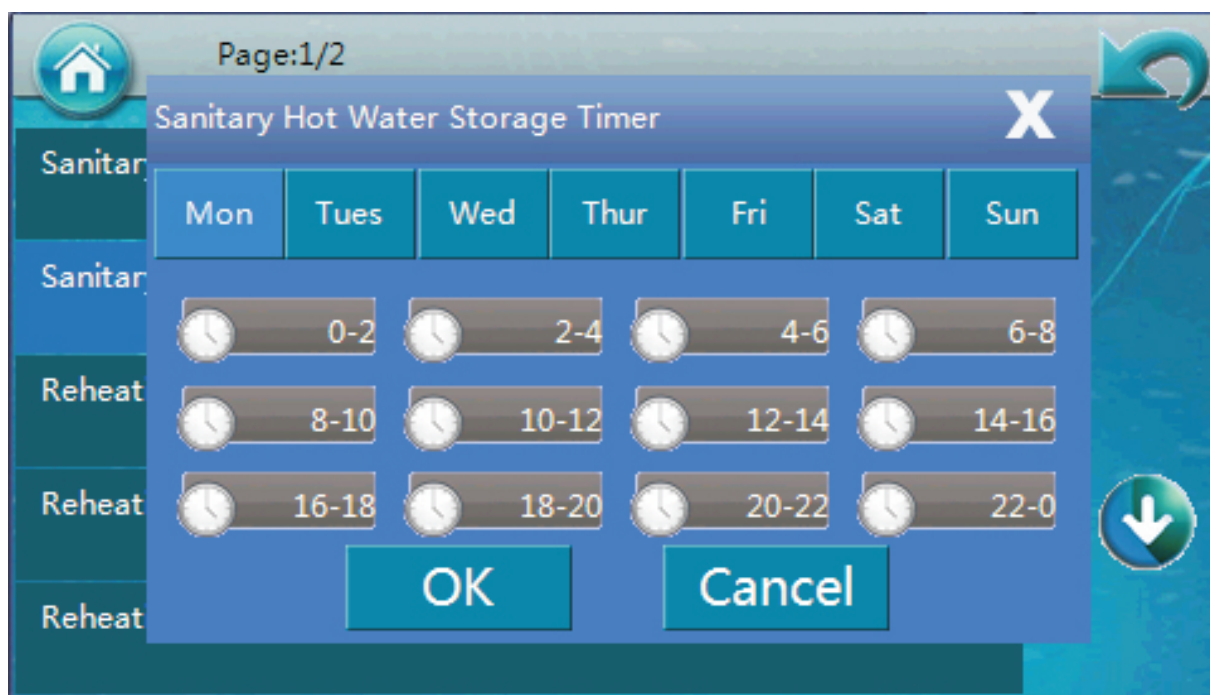 Page:1/2
Sanitary Hot Water Storage Timer X
Sanitar
Mon Tues Wed Thur Fri Sat Sun
Sanitar
0-2 2-4 4-6 6-8
Reheat
8-10 10-12 12-14 14-16
Reheat
16-18 18-20 20-22 22-0
OK Cancel
Reheat